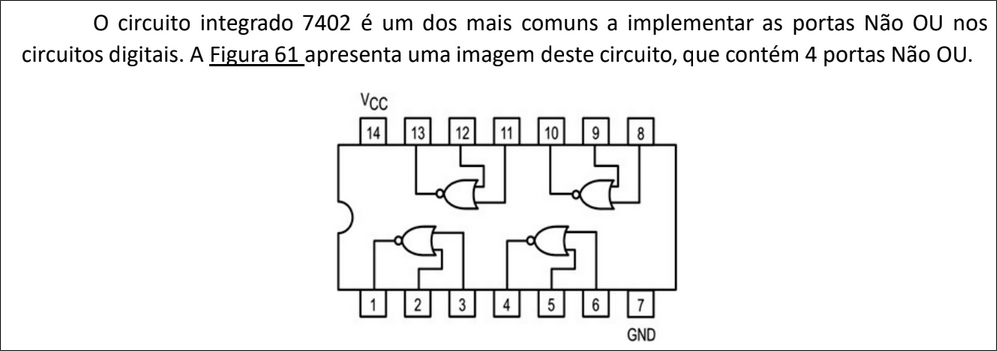 O circuito integrado 7402 é um dos mais comuns a implementar as portas Não OU nos
circuitos digitais. A Figura 61 apresenta uma imagem deste circuito, que contém 4 portas Não OU.
VCC
14 13 12 11 10 9 8
1 2 3 4 5 6 7
GND